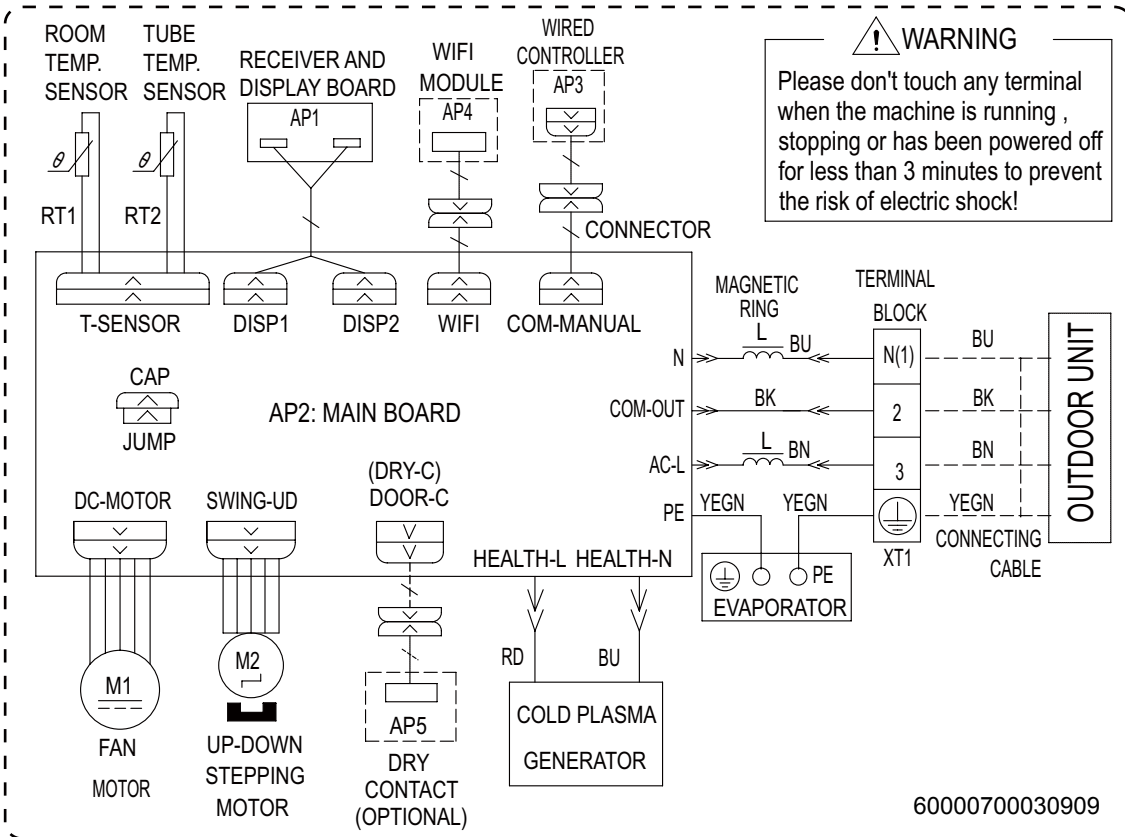 ROOM
TEMP.
SENSOR
TUBE
TEMP.
SENSOR
RECEIVER AND
DISPLAY BOARD
AP1
WIFI
MODULE
AP4
WIRED
CONTROLLER
AP3
WARNING
Please don't touch any terminal
when the machine is running ,
stopping or has been powered off
for less than 3 minutes to prevent
the risk of electric shock!
θ
θ
RT1
RT2
CONNECTOR
T-SENSOR
DISP1
DISP2
WIFI
COM-MANUAL
MAGNETIC
RING
TERMINAL
BLOCK
N
L
BU
N(1)
BU
COM-OUT
BK
2
BK
AC-L
L
BN
3
BN
PE
YEGN
YEGN
YEGN
XT1
CONNECTING
CABLE
OUTDOOR UNIT
PE
EVAPORATOR
CAP
JUMP
AP2: MAIN BOARD
DC-MOTOR
SWING-UD
(DRY-C)
DOOR-C
HEALTH-L
HEALTH-N
M1
FAN
MOTOR
M2
UP-DOWN
STEPPING
MOTOR
AP5
DRY
CONTACT
(OPTIONAL)
RD
BU
COLD PLASMA
GENERATOR
60000700030909